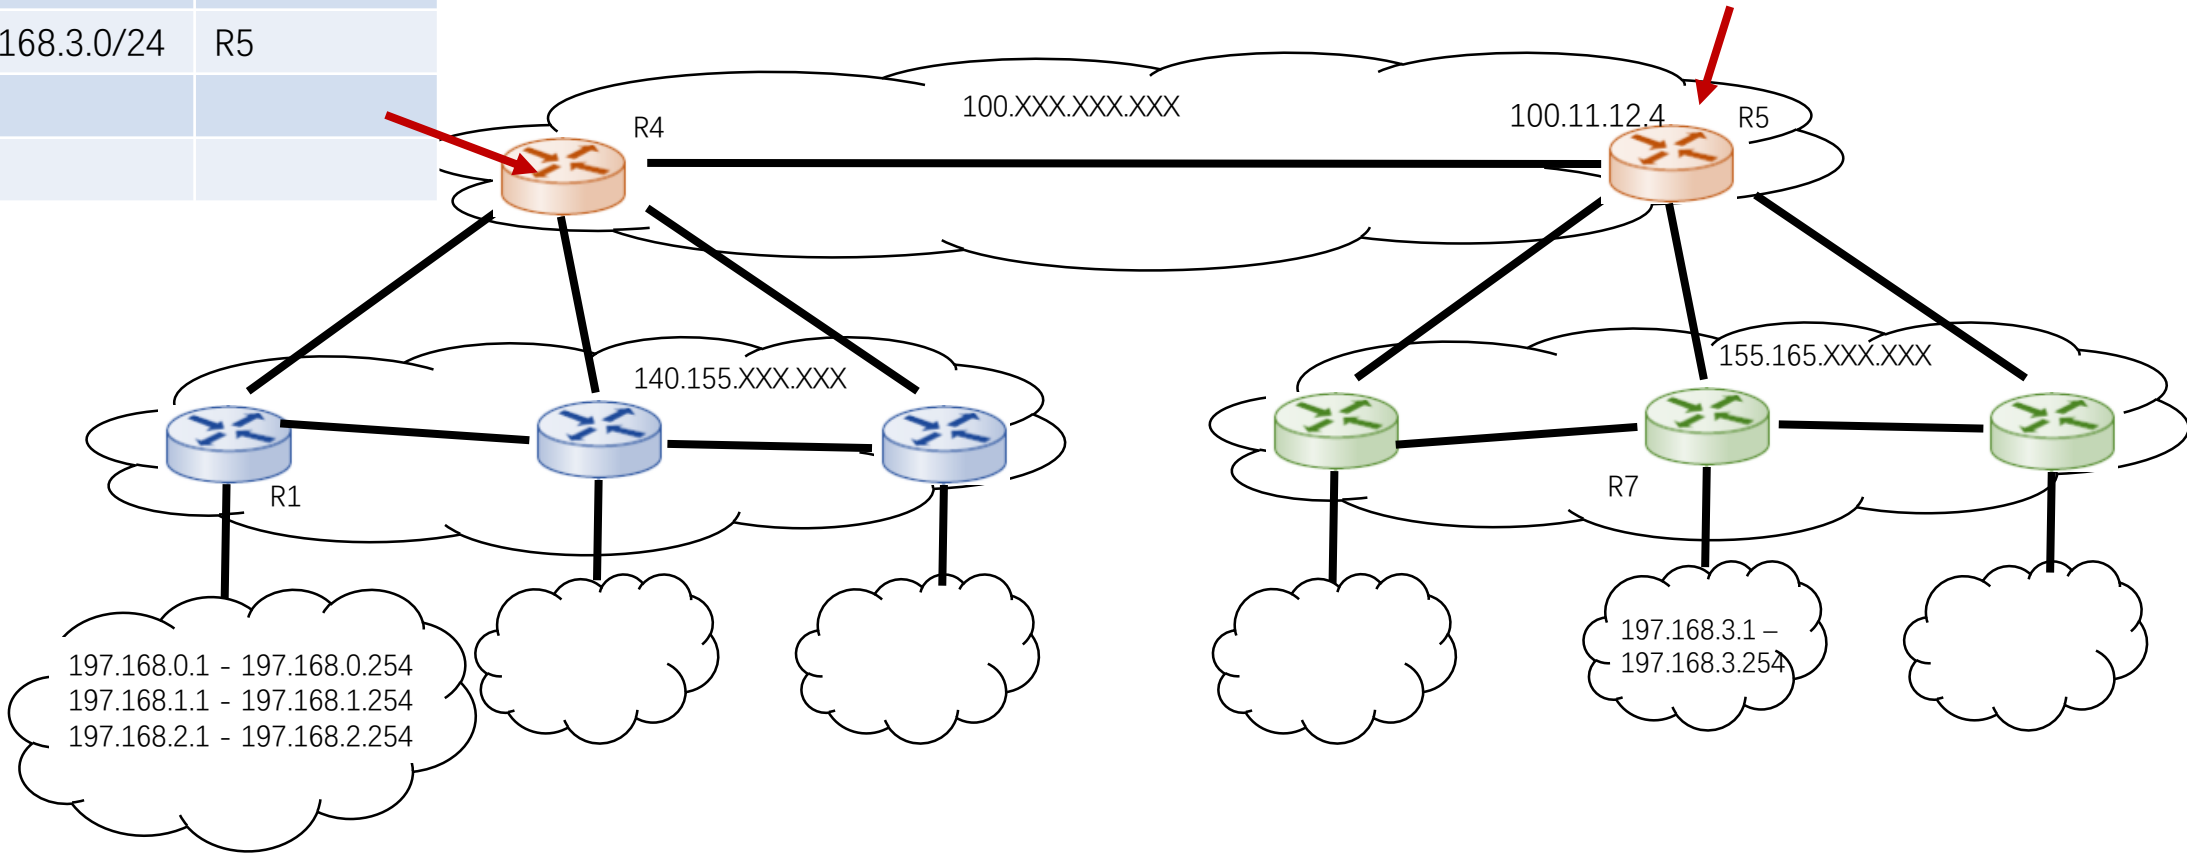 168.3.0/24 R5
100.XXX.XXX.XXX
100.11.12.4
R4
R5
140.155.XXX.XXX
155.165.XXX.XXX
R1
R7
197.168.0.1 - 197.168.0.254
197.168.1.1 - 197.168.1.254
197.168.2.1 - 197.168.2.254
197.168.3.1 –
197.168.3.254